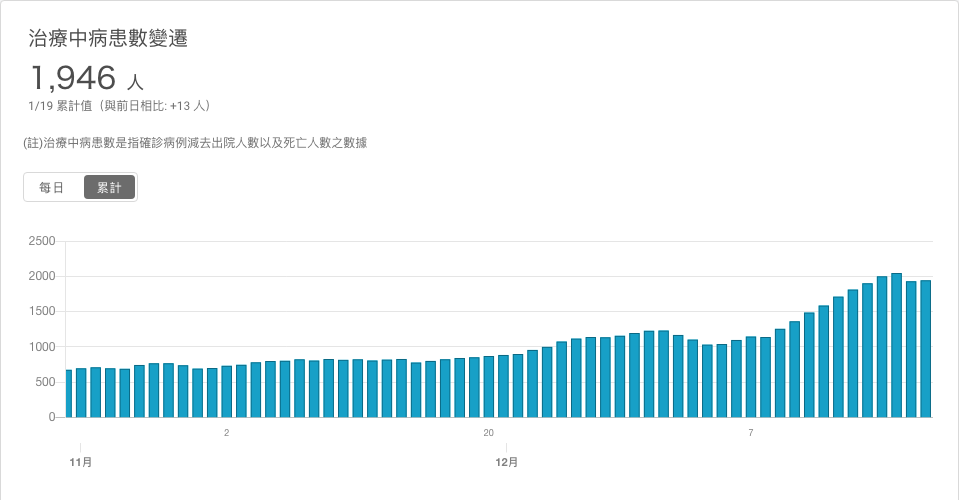 治療中病患數變遷
1,946 人
1/19 累計值（與前日相比: +13 人）
(註)治療中病患數是指確診病例減去出院人數以及死亡人數之數據
每日 累計
2500
2000
1500
1000
500
0
2 20 7
11月 12月